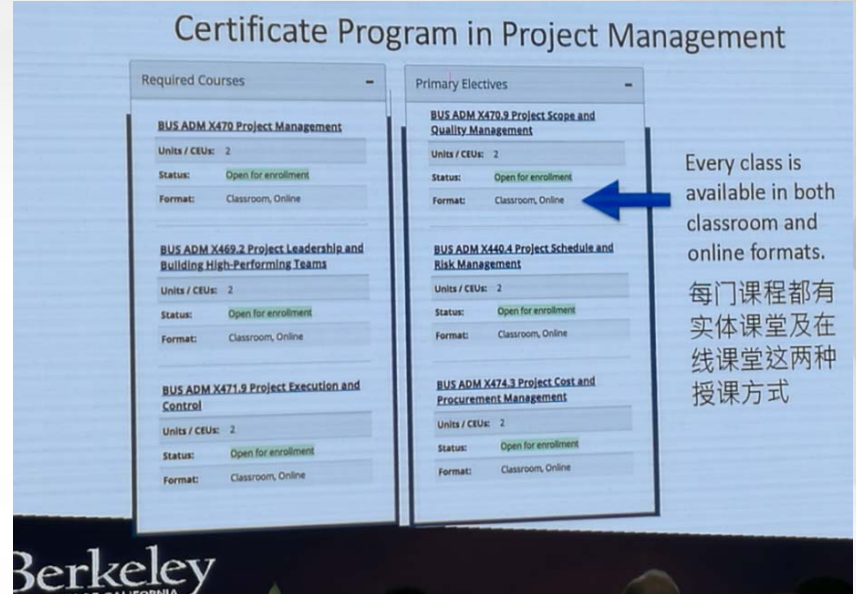 Certificate Program in Project Management
Required Courses –
BUS ADM X470 Project Management
Units / CEUs: 2
Status: Open for enrollment
Format: Classroom, Online
BUS ADM X469.2 Project Leadership and
Building High-Performing Teams
Units / CEUs: 2
Status: Open for enrollment
Format: Classroom, Online
BUS ADM X471.9 Project Execution and
Control
Units / CEUs: 2
Status: Open for enrollment
Format: Classroom, Online
Primary Electives –
BUS ADM X470.9 Project Scope and
Quality Management
Units / CEUs: 2
Status: Open for enrollment
Format: Classroom, Online
BUS ADM X440.4 Project Schedule and
Risk Management
Units / CEUs: 2
Status: Open for enrollment
Format: Classroom, Online
BUS ADM X474.3 Project Cost and
Procurement Management
Units / CEUs: 2
Status: Open for enrollment
Format: Classroom, Online
Every class is
available in both
classroom and
online formats.
每门课程都有
实体课堂及在
线课堂这两种
授课方式
Berkeley